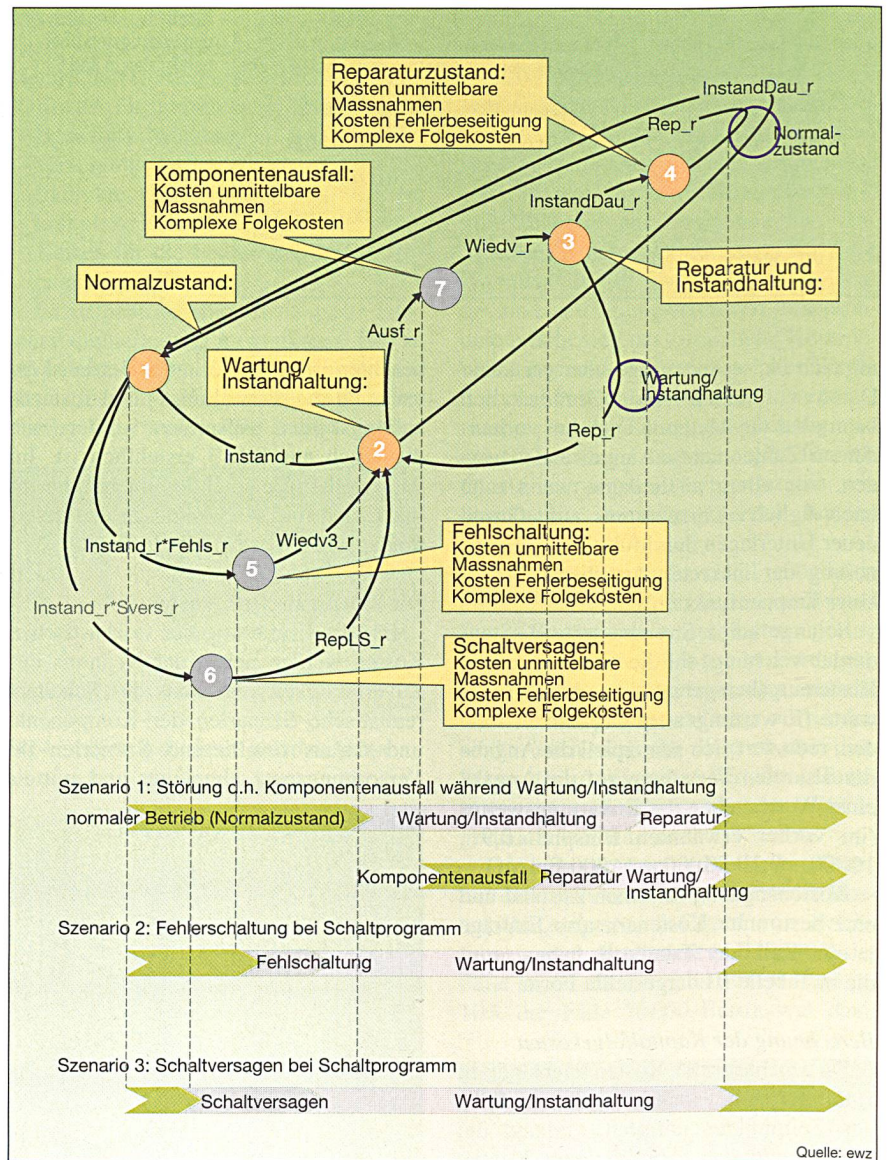 Reparaturzustand:
Kosten unmittelbare
Massnahmen
Kosten Fehlerbeseitigung
Komplexe Folgekosten
InstandDau_r
Rep_r
Normal-
zustand
4
Komponentenausfall:
Kosten unmittelbare
Massnahmen
Komplexe Folgekosten
InstandDau_r
Wiedv_r
3
Reparatur und
Instandhaltung:
Normalzustand:
7
Ausf_r
1
Wartung/
Instandhaltung:
Wartung/
Instandhaltung
Rep_r
Instand_r
2
Instand_r*Fehls_r
Wiedv3_r
5
Fehlschaltung:
Kosten unmittelbare
Massnahmen
Kosten Fehlerbeseitigung
Komplexe Folgekosten
Instand_r*Svers_r
RepLS_r
6
Schaltversagen:
Kosten unmittelbare
Massnahmen
Kosten Fehlerbeseitigung
Komplexe Folgekosten
Szenario 1: Störung d.h. Komponentenausfall während Wartung/Instandhaltung
normaler Betrieb (Normalzustand) Wartung/Instandhaltung Reparatur
Komponentenausfall Reparatur Wartung/
Instandhaltung
Szenario 2: Fehlerschaltung bei Schaltprogramm
Fehlschaltung Wartung/Instandhaltung
Szenario 3: Schaltversagen bei Schaltprogramm
Schaltversagen Wartung/Instandhaltung
Quelle: ewz